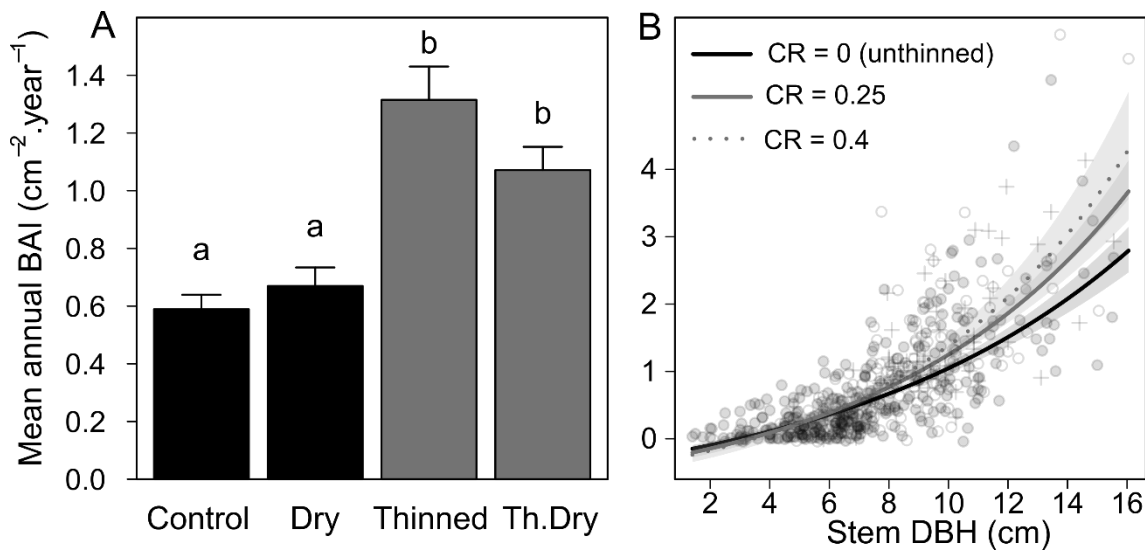 A
Mean annual BAI (cm⁻².year⁻¹)
1.4
1.2
1.0
0.8
0.6
0.4
0.2
0.0
a
a
b
b
Control Dry Thinned Th.Dry
B
CR = 0 (unthinned)
CR = 0.25
CR = 0.4
4
3
2
1
0
2 4 6 8 10 12 14 16
Stem DBH (cm)